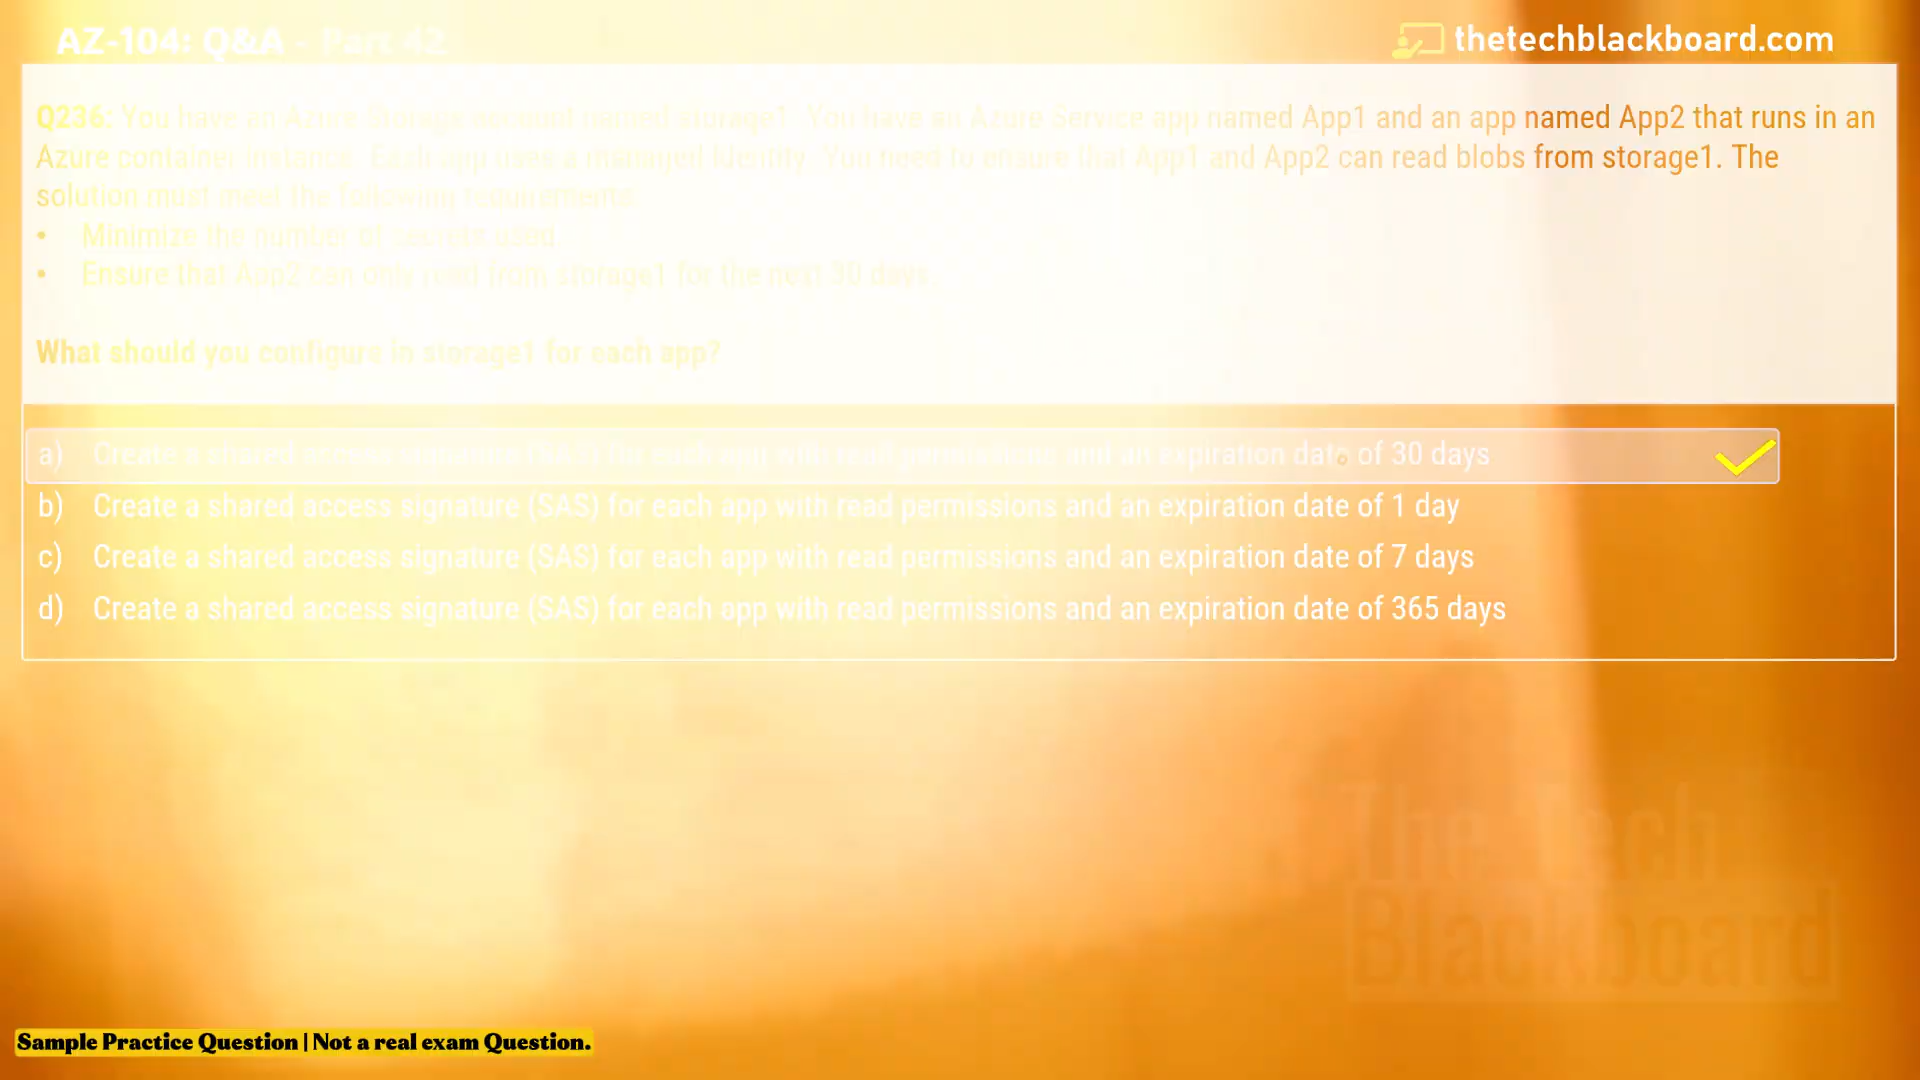 AZ-104: Q&A - Part 42
thetechblackboard.com
Q236: You have an Azure Storage account named storage1. You have an Azure Service app named App1 and an app named App2 that runs in an
Azure container instance. Each app uses a managed identity. You need to ensure that App1 and App2 can read blobs from storage1. The
solution must meet the following requirements:
• Minimize the number of secrets used.
• Ensure that App2 can only read from storage1 for the next 30 days.
What should you configure in storage1 for each app?
a) Create a shared access signature (SAS) for each app with read permissions and an expiration date of 30 days
b) Create a shared access signature (SAS) for each app with read permissions and an expiration date of 1 day
c) Create a shared access signature (SAS) for each app with read permissions and an expiration date of 7 days
d) Create a shared access signature (SAS) for each app with read permissions and an expiration date of 365 days
The Tech
Blackboard
Sample Practice Question | Not a real exam Question.